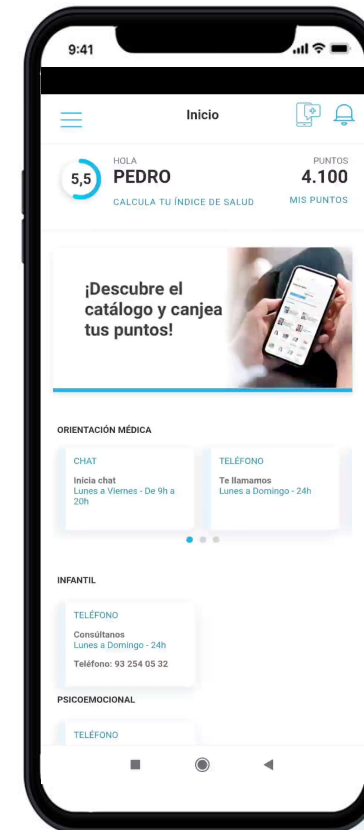 9:41
Inicio
5,5
HOLA
PEDRO
CALCULA TU ÍNDICE DE SALUD
PUNTOS
4.100
MIS PUNTOS
¡Descubre el
catálogo y canjea
tus puntos!
ORIENTACIÓN MÉDICA
CHAT
Inicia chat
Lunes a Viernes - De 9h a
20h
TELÉFONO
Te llamamos
Lunes a Domingo - 24h
INFANTIL
TELÉFONO
Consúltanos
Lunes a Domingo - 24h
Teléfono: 93 254 05 32
PSICOEMOCIONAL
TELÉFONO